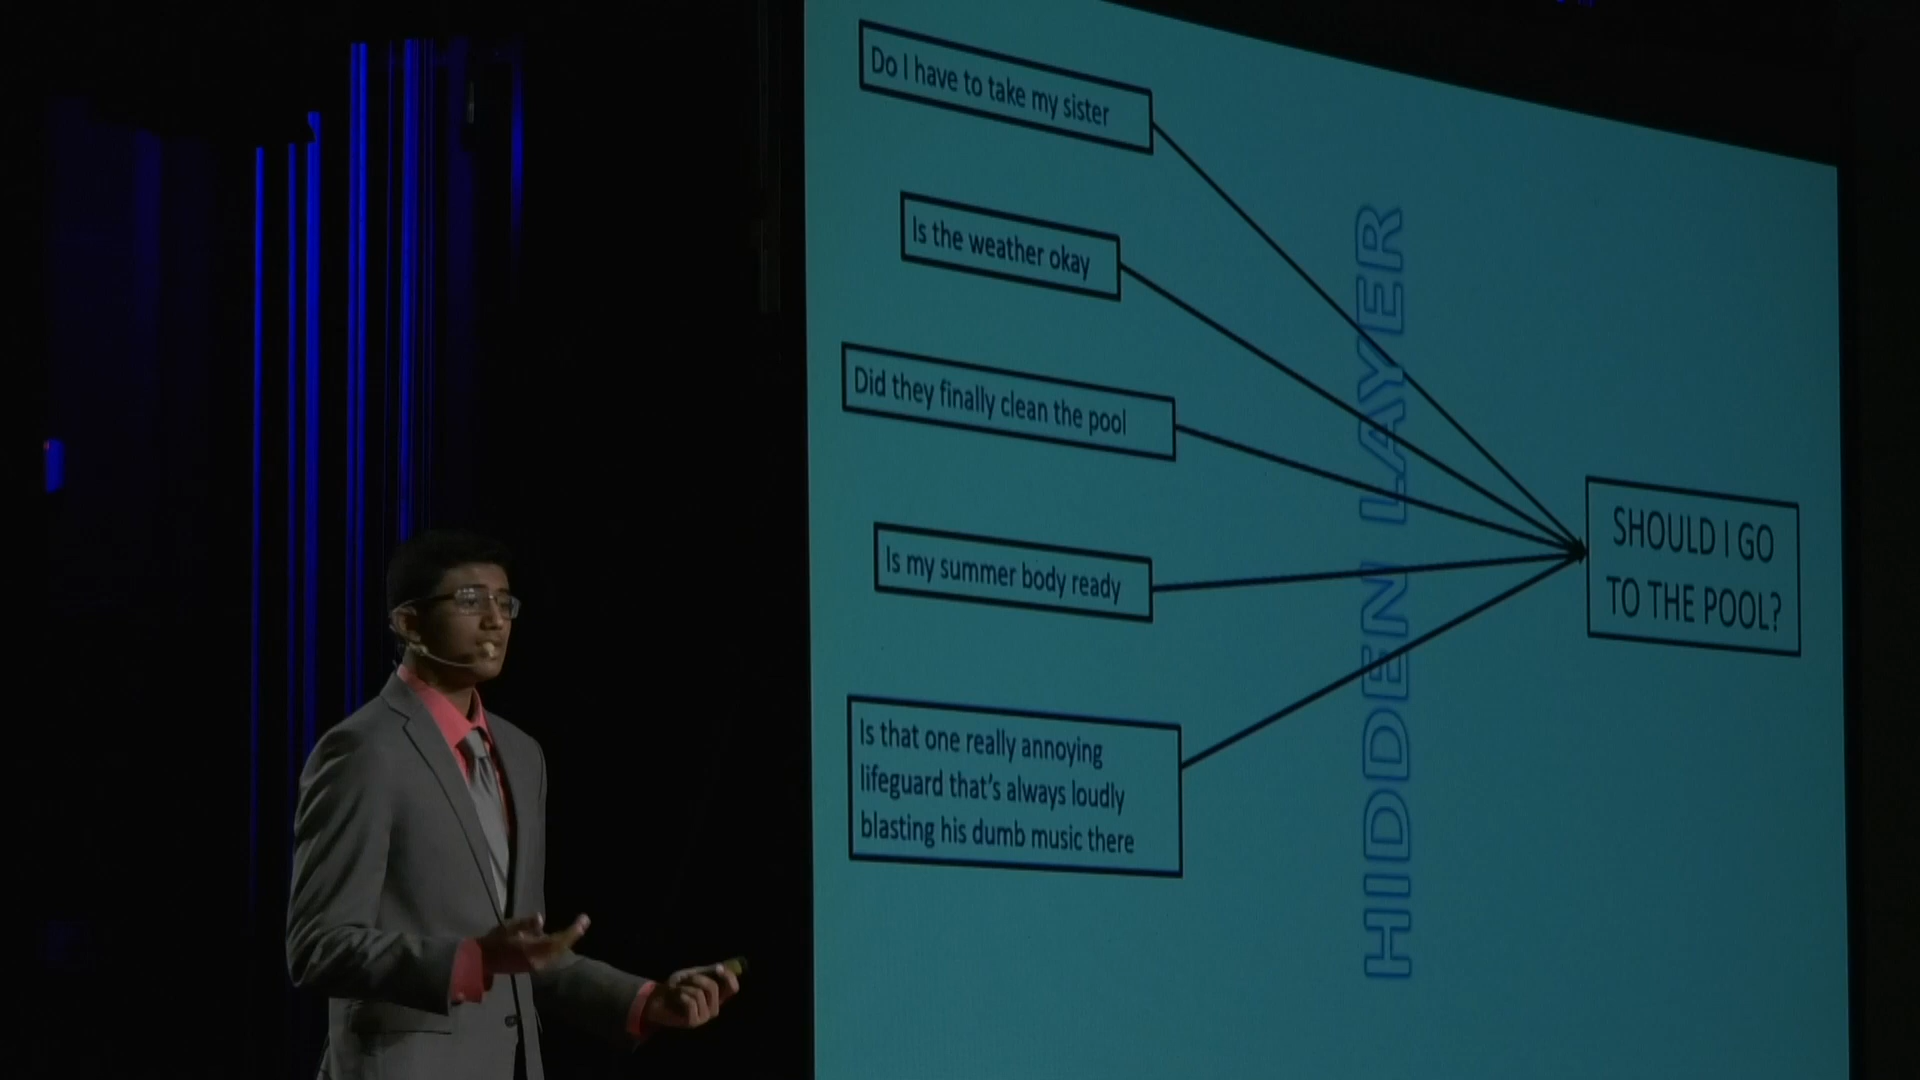 Do I have to take my sister
Is the weather okay
Did they finally clean the pool
Is my summer body ready
Is that one really annoying
lifeguard that's always loudly
blasting his dumb music there
HIDDEN LAYER
SHOULD I GO
TO THE POOL?